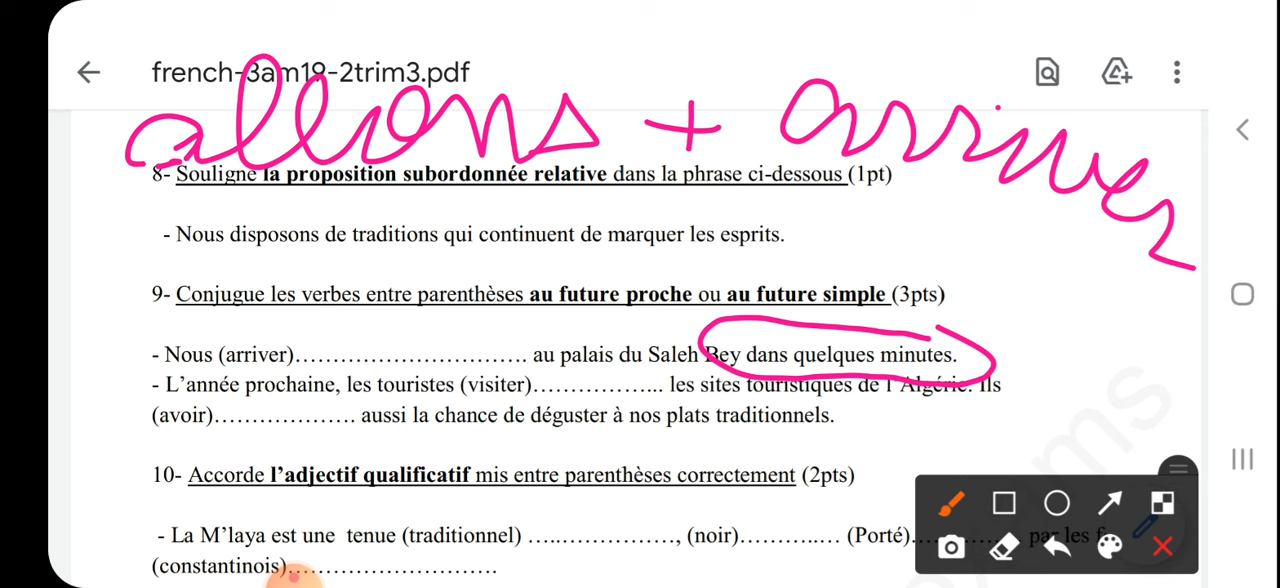 french-3am19-2trim3.pdf
allons + arriver
8- Souligne la proposition subordonnée relative dans la phrase ci-dessous (1pt)
- Nous disposons de traditions qui continuent de marquer les esprits.
9- Conjugue les verbes entre parenthèses au future proche ou au future simple (3pts)
- Nous (arriver)............................ au palais du Saleh Bey dans quelques minutes.
- L'année prochaine, les touristes (visiter)................. les sites touristiques de l'Algérie. Ils
(avoir)................... aussi la chance de déguster à nos plats traditionnels.
10- Accorde l'adjectif qualificatif mis entre parenthèses correctement (2pts)
- La M'laya est une tenue (traditionnel) ...................., (noir)............. (Porté) par les
(constantinois)............................